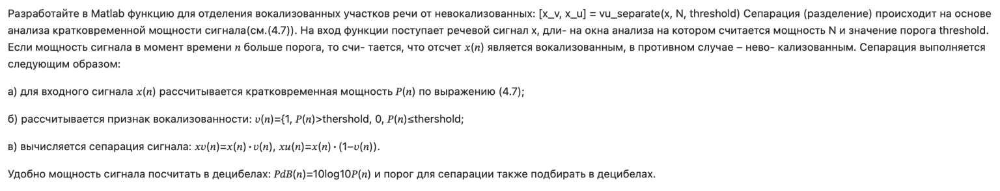 Разработайте в Matlab функцию для отделения вокализованных участков речи от невокализованных: [x_v, x_u] = vu_separate(x, N, threshold) Сепарация (разделение) происходит на основе
анализа кратковременной мощности сигнала(см.(4.7)). На вход функции поступает речевой сигнал x, дли- на окна анализа на котором считается мощность N и значение порога threshold.
Если мощность сигнала в момент времени n больше порога, то счи- тается, что отсчет x(n) является вокализованным, в противном случае – нево- кализованным. Сепарация выполняется
следующим образом:
а) для входного сигнала x(n) рассчитывается кратковременная мощность P(n) по выражению (4.7);
б) рассчитывается признак вокализованности: v(n)={1, P(n)>thershold, 0, P(n)≤thershold;
в) вычисляется сепарация сигнала: xv(n)=x(n)⋅v(n), xu(n)=x(n)⋅(1−v(n)).
Удобно мощность сигнала посчитать в децибелах: PdB(n)=10log10P(n) и порог для сепарации также подбирать в децибелах.